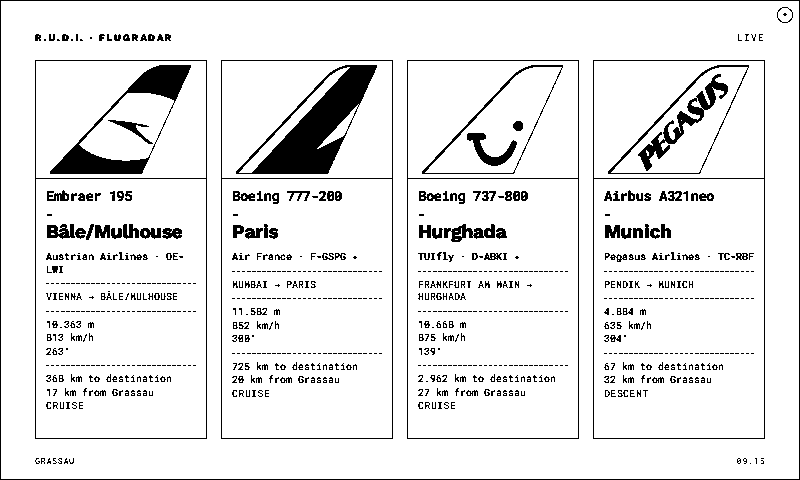 R.U.D.I. · FLUGRADAR
LIVE
Embraer 195
-
Bâle/Mulhouse
Austrian Airlines · OE-
LWI
VIENNA → BÂLE/MULHOUSE
10.363 m
813 km/h
263°
368 km to destination
17 km from Grassau
CRUISE
Boeing 777-200
-
Paris
Air France · F-GSPG ✦
MUMBAI → PARIS
11.582 m
852 km/h
300°
725 km to destination
20 km from Grassau
CRUISE
Boeing 737-800
-
Hurghada
TUIfly · D-ABKI ✦
FRANKFURT AM MAIN →
HURGHADA
10.668 m
875 km/h
139°
2.962 km to destination
27 km from Grassau
CRUISE
PEGASUS
Airbus A321neo
-
Munich
Pegasus Airlines · TC-RBF
PENDIK → MUNICH
4.884 m
635 km/h
304°
67 km to destination
32 km from Grassau
DESCENT
GRASSAU
09.15